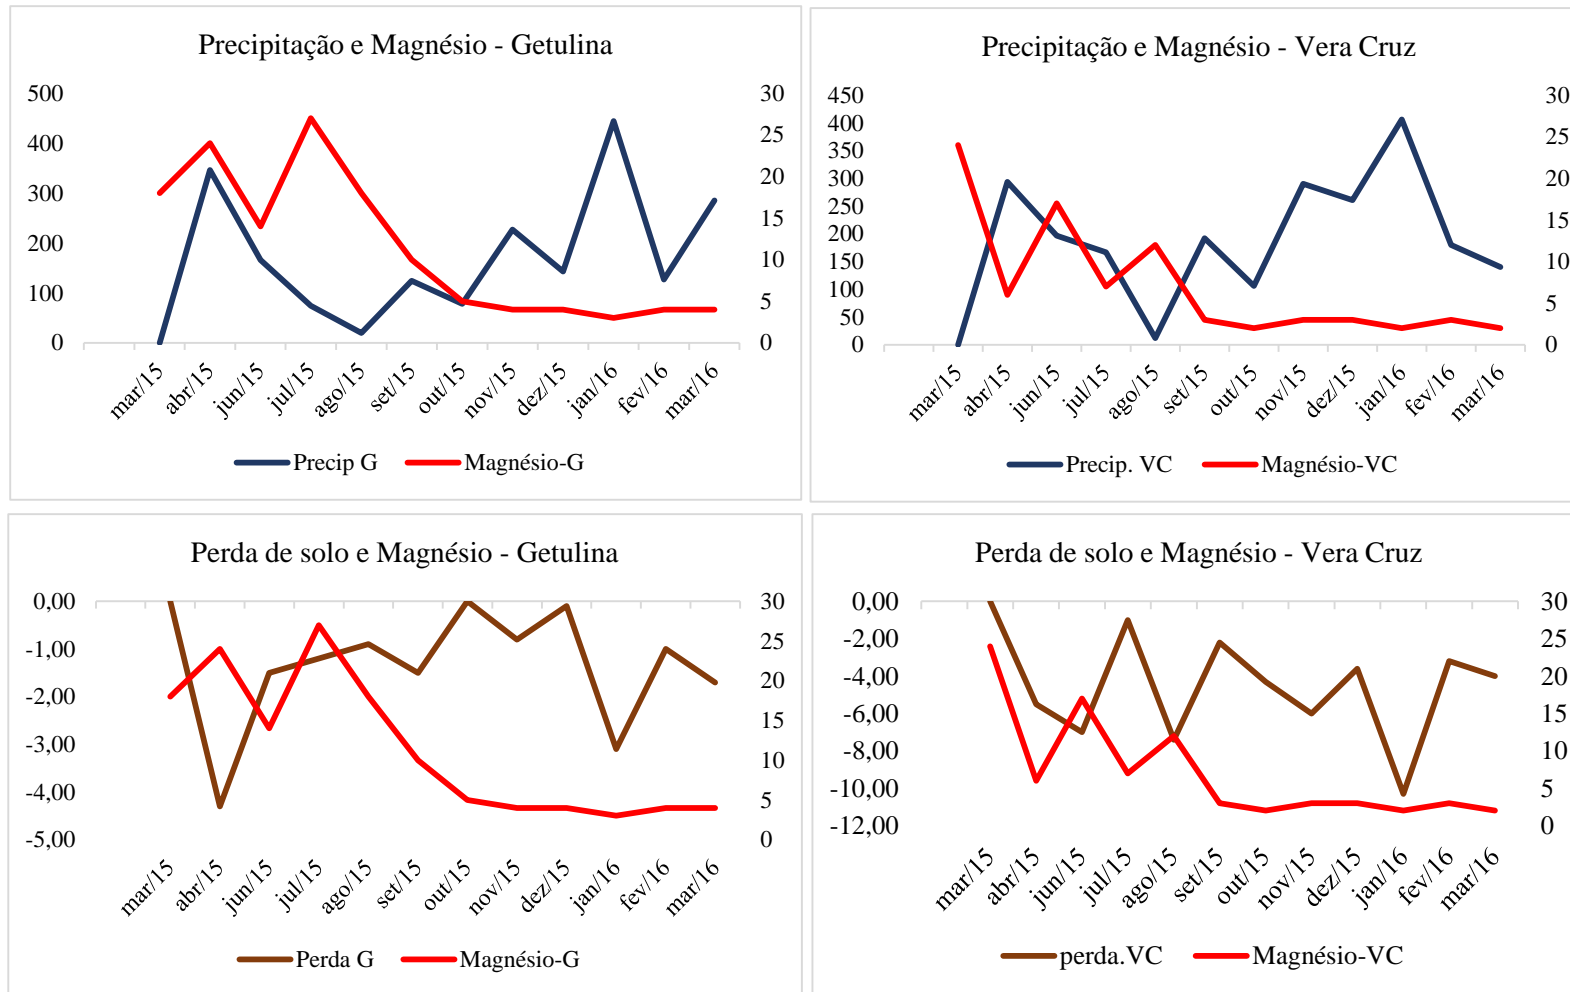 Precipitação e Magnésio - Getulina
500
400
300
200
100
0
30
25
20
15
10
5
0
mar/15
abr/15
jun/15
jul/15
ago/15
set/15
out/15
nov/15
dez/15
jan/16
fev/16
mar/16
Precip G
Magnésio-G
Precipitação e Magnésio - Vera Cruz
450
400
350
300
250
200
150
100
50
0
30
25
20
15
10
5
0
mar/15
abr/15
jun/15
jul/15
ago/15
set/15
out/15
nov/15
dez/15
jan/16
fev/16
mar/16
Precip. VC
Magnésio-VC
Perda de solo e Magnésio - Getulina
0,00
-1,00
-2,00
-3,00
-4,00
-5,00
30
25
20
15
10
5
0
mar/15
abr/15
jun/15
jul/15
ago/15
set/15
out/15
nov/15
dez/15
jan/16
fev/16
mar/16
Perda G
Magnésio-G
Perda de solo e Magnésio - Vera Cruz
0,00
-2,00
-4,00
-6,00
-8,00
-10,00
-12,00
30
25
20
15
10
5
0
mar/15
abr/15
jun/15
jul/15
ago/15
set/15
out/15
nov/15
dez/15
jan/16
fev/16
mar/16
perda.VC
Magnésio-VC